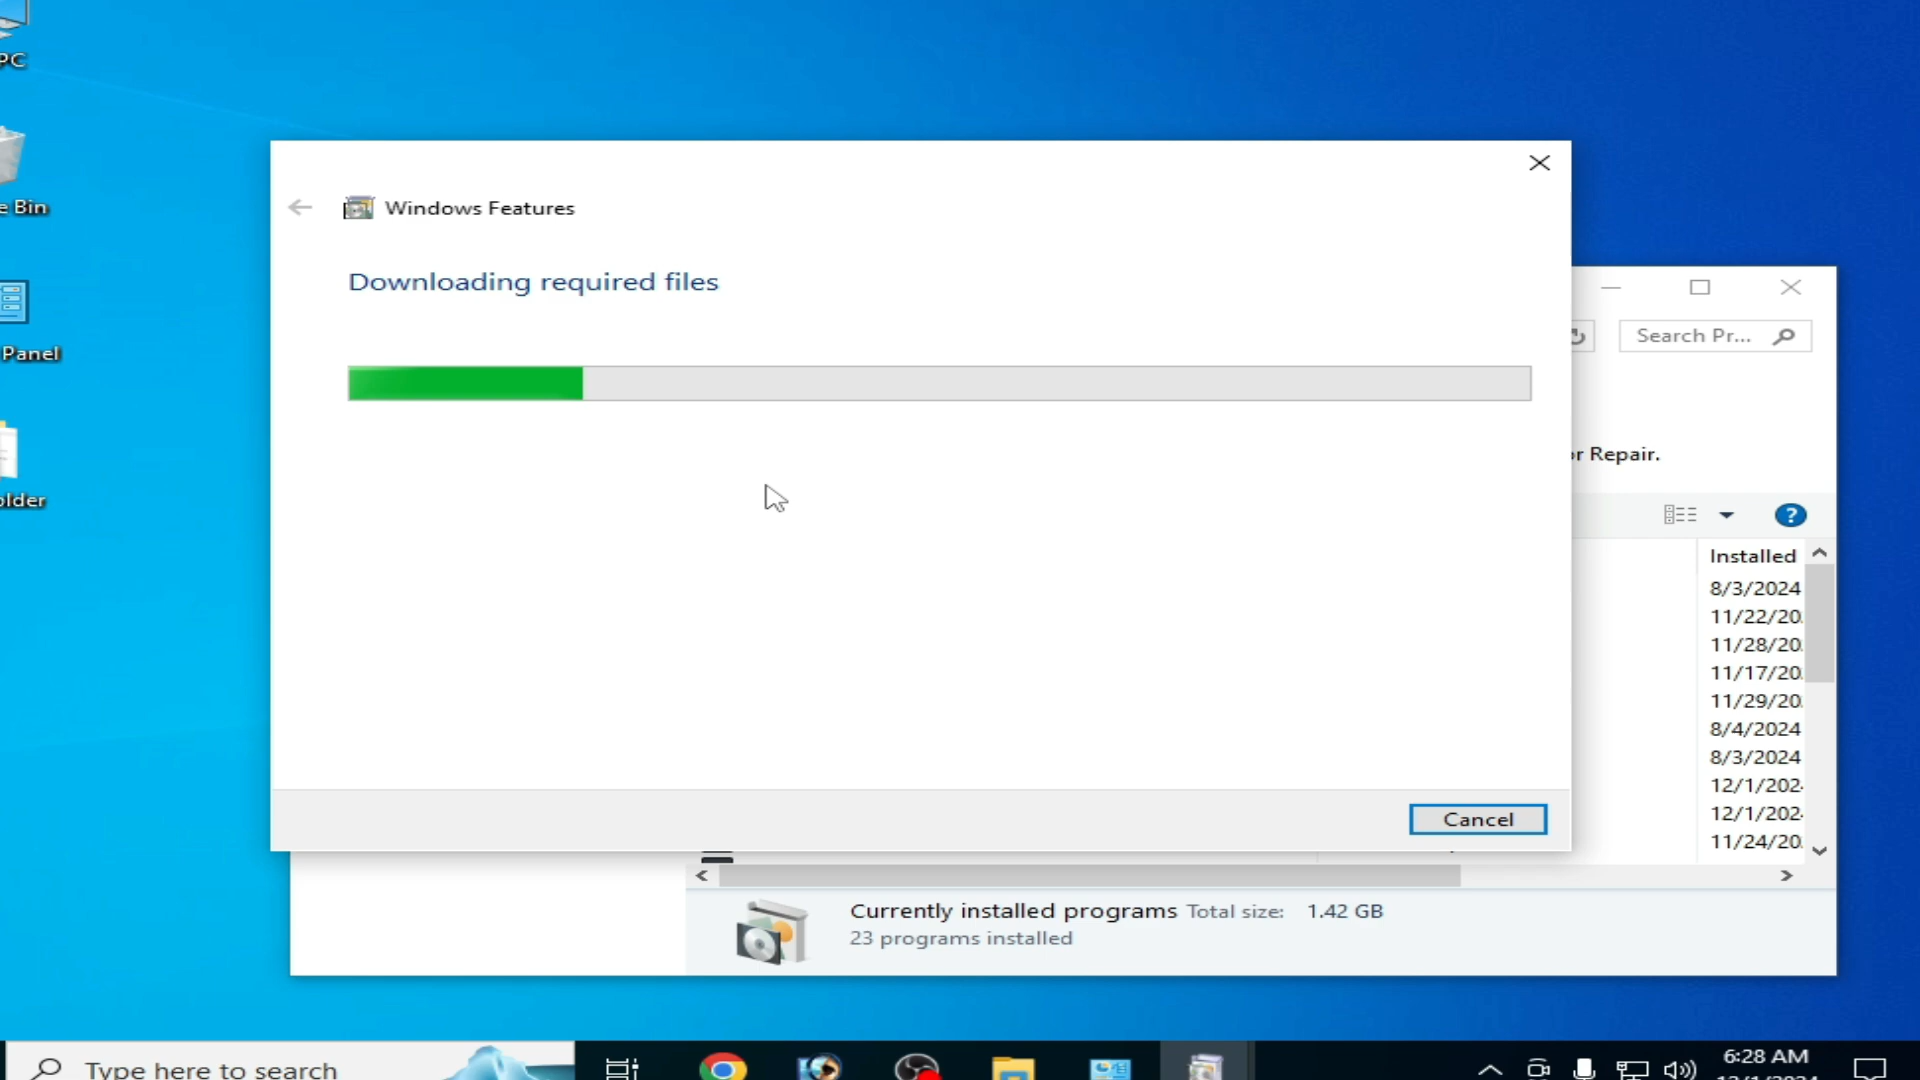 PC
e Bin
Panel
older
Windows Features
Downloading required files
Cancel
Search Pr...
or Repair.
Installed
8/3/2024
11/22/20
11/28/20
11/17/20
11/29/20
8/4/2024
8/3/2024
12/1/202
12/1/202
11/24/20
Currently installed programs Total size: 1.42 GB
23 programs installed
Type here to search
6:28 AM
12/1/2024